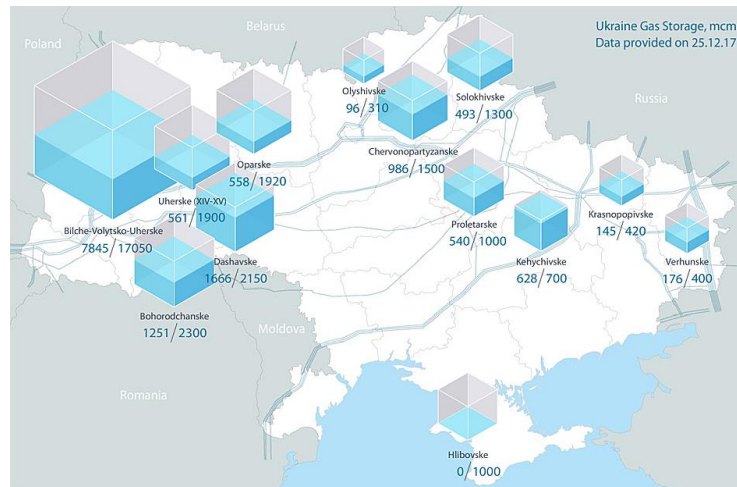 Ukraine Gas Storage, mcm
Data provided on 25.12.17
Belarus
Poland
Russia
Olyshivske
96/310
Solokhivske
493/1300
Chervonopartyzanske
986/1500
Oparske
558/1920
Uherske (XIV-XV)
561/1900
Bilche-Volytsko-Uherske
7845/17050
Dashavske
1666/2150
Bohorodchanske
1251/2300
Proletarske
540/1000
Kehychivske
628/700
Krasnopopivske
145/420
Verhunske
176/400
Moldova
Romania
Hlibovske
0/1000